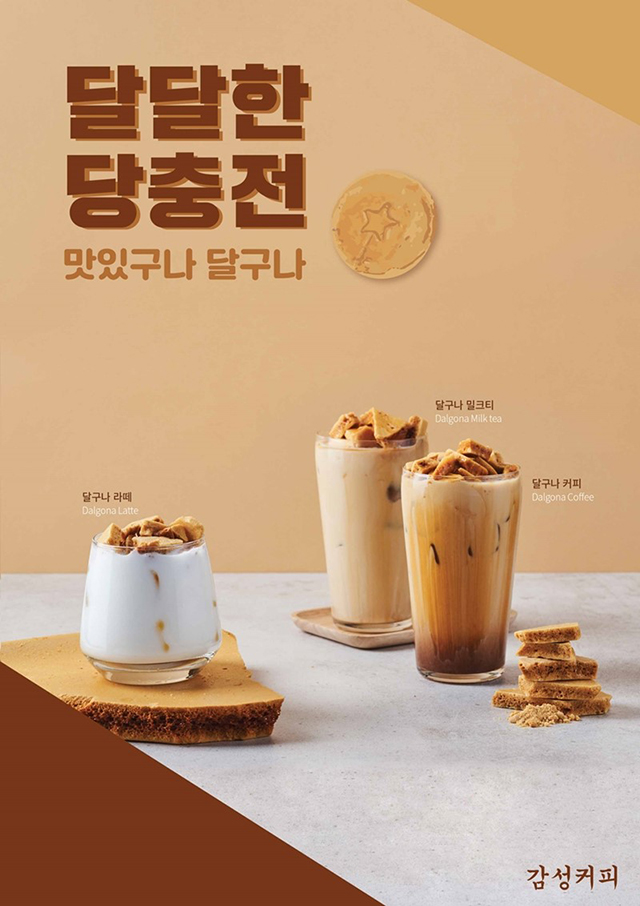 달달한
당충전
맛있구나 달구나
달구나 밀크티
Dalgona Milk tea
달구나 커피
Dalgona Coffee
달구나 라떼
Dalgona Latte
감성커피